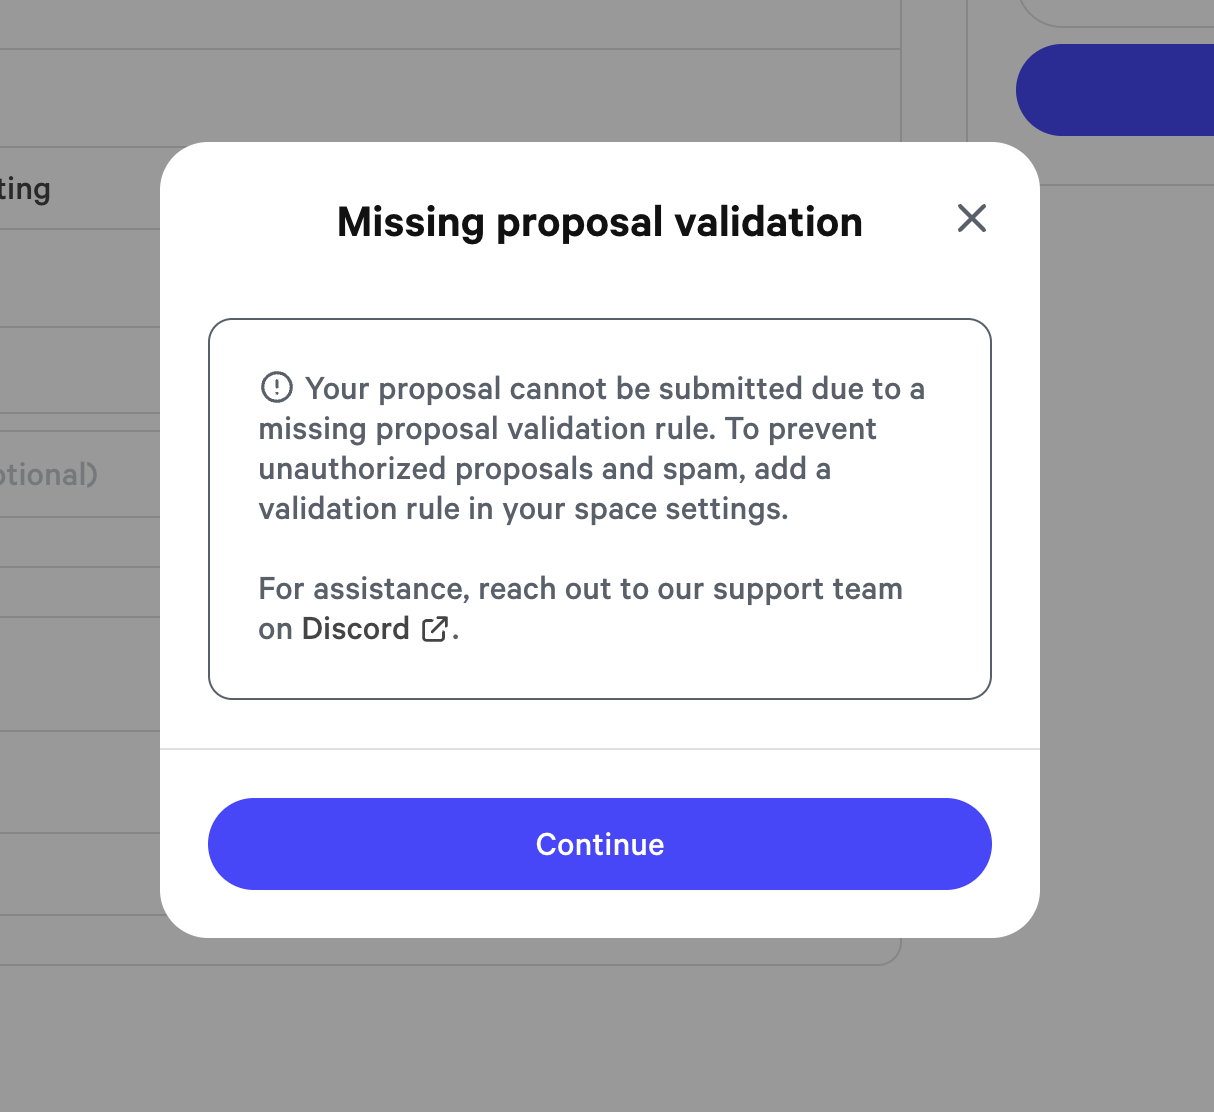 ting
Missing proposal validation
Your proposal cannot be submitted due to a
missing proposal validation rule. To prevent
unauthorized proposals and spam, add a
validation rule in your space settings.
otional)
For assistance, reach out to our support team
on Discord .
Continue